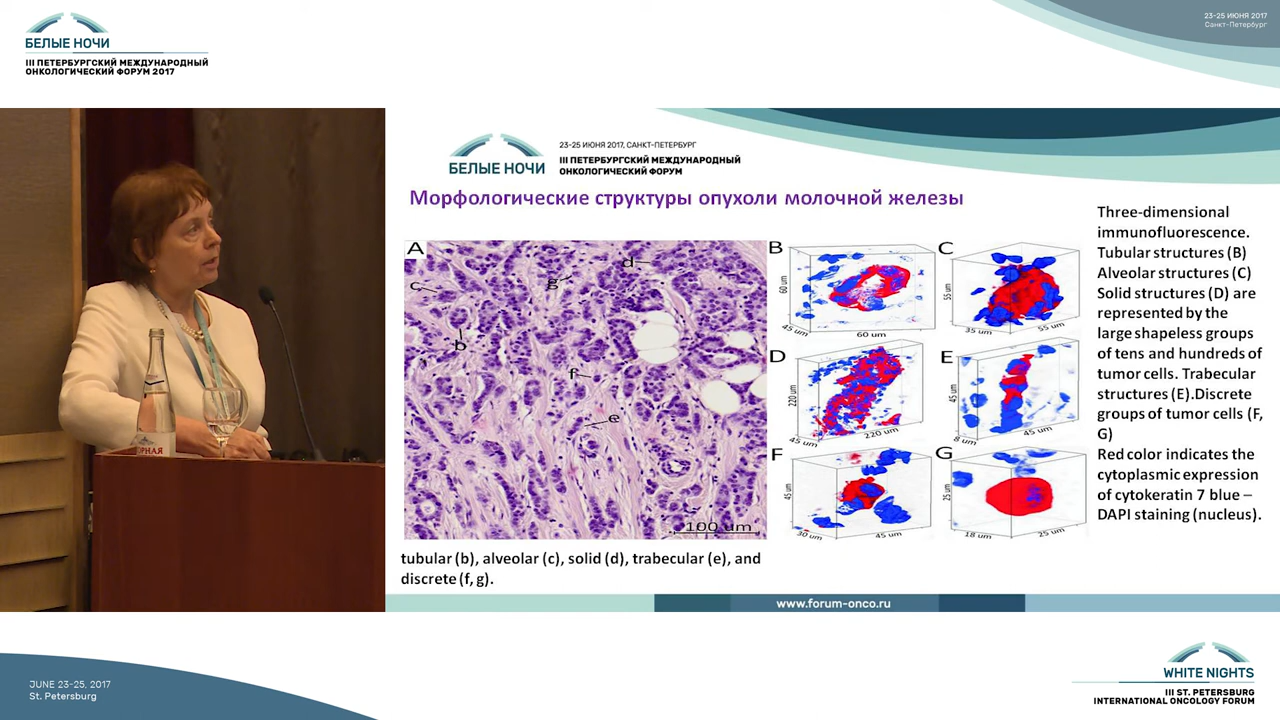 БЕЛЫЕ НОЧИ
III ПЕТЕРБУРГСКИЙ МЕЖДУНАРОДНЫЙ
ОНКОЛОГИЧЕСКИЙ ФОРУМ 2017
23-25 ИЮНЯ 2017
Санкт-Петербург
БЕЛЫЕ НОЧИ
23-25 ИЮНЯ 2017, САНКТ-ПЕТЕРБУРГ
III ПЕТЕРБУРГСКИЙ МЕЖДУНАРОДНЫЙ
ОНКОЛОГИЧЕСКИЙ ФОРУМ
Морфологические структуры опухоли молочной железы
A
c
g
d
b
f
e
100 um
B
60 um
45 um
60 um
C
55 um
35 um
55 um
D
220 um
45 um
220 um
E
45 um
8 um
45 um
F
45 um
30 um
45 um
G
25 um
18 um
25 um
tubular (b), alveolar (c), solid (d), trabecular (e), and
discrete (f, g).
Three-dimensional
immunofluorescence.
Tubular structures (B)
Alveolar structures (C)
Solid structures (D) are
represented by the
large shapeless groups
of tens and hundreds of
tumor cells. Trabecular
structures (E).Discrete
groups of tumor cells (F,
G)
Red color indicates the
cytoplasmic expression
of cytokeratin 7 blue –
DAPI staining (nucleus).
www.forum-onco.ru
JUNE 23-25, 2017
St. Petersburg
WHITE NIGHTS
III ST. PETERSBURG
INTERNATIONAL ONCOLOGY FORUM